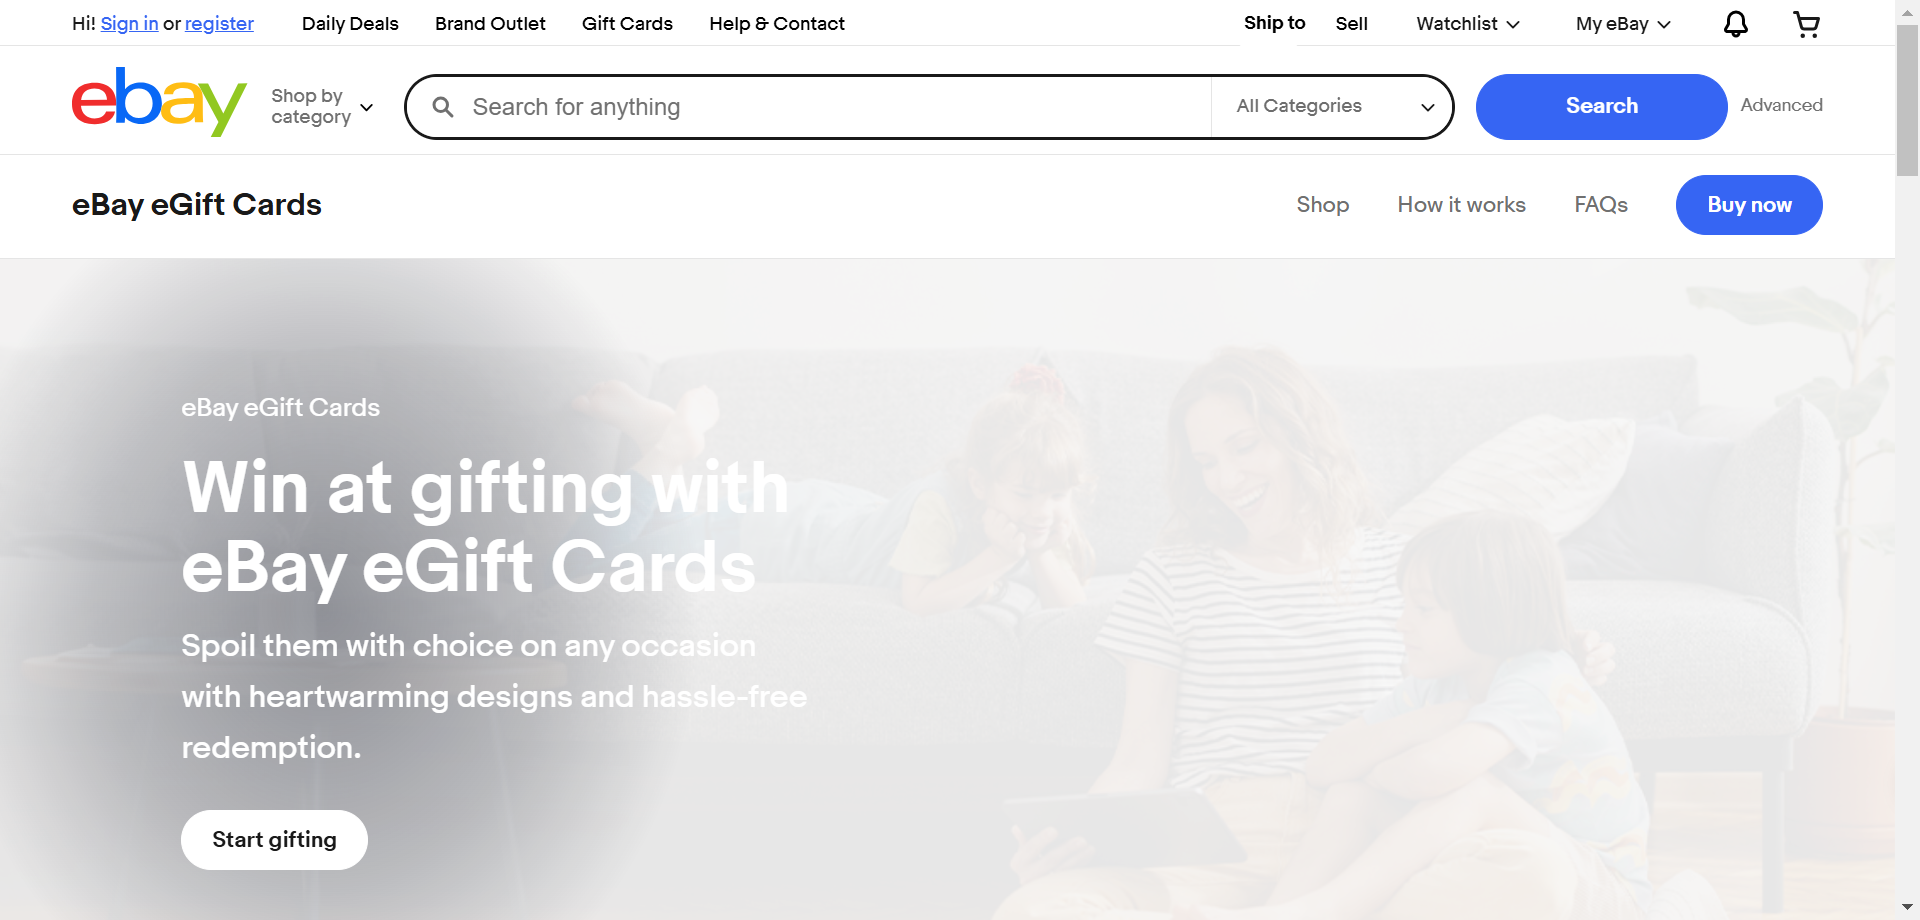 Hi! Sign in or register Daily Deals Brand Outlet Gift Cards Help & Contact Ship to Sell Watchlist My eBay
ebay
Shop by
category
Search for anything All Categories Search Advanced
eBay eGift Cards Shop How it works FAQs Buy now
eBay eGift Cards
Win at gifting with
eBay eGift Cards
Spoil them with choice on any occasion
with heartwarming designs and hassle-free
redemption.
Start gifting